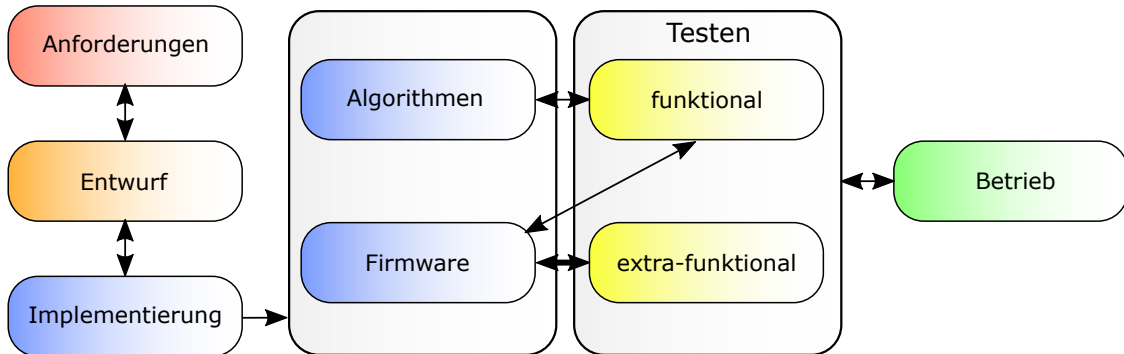 Anforderungen
Entwurf
Implementierung
Algorithmen
Firmware
Testen
funktional
extra-funktional
Betrieb